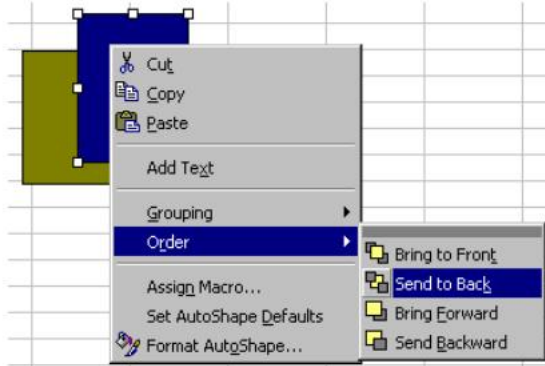 Cut
Copy
Paste
Add Text
Grouping
Order
Assign Macro...
Set AutoShape Defaults
Format AutoShape...
Bring to Front
Send to Back
Bring Forward
Send Backward